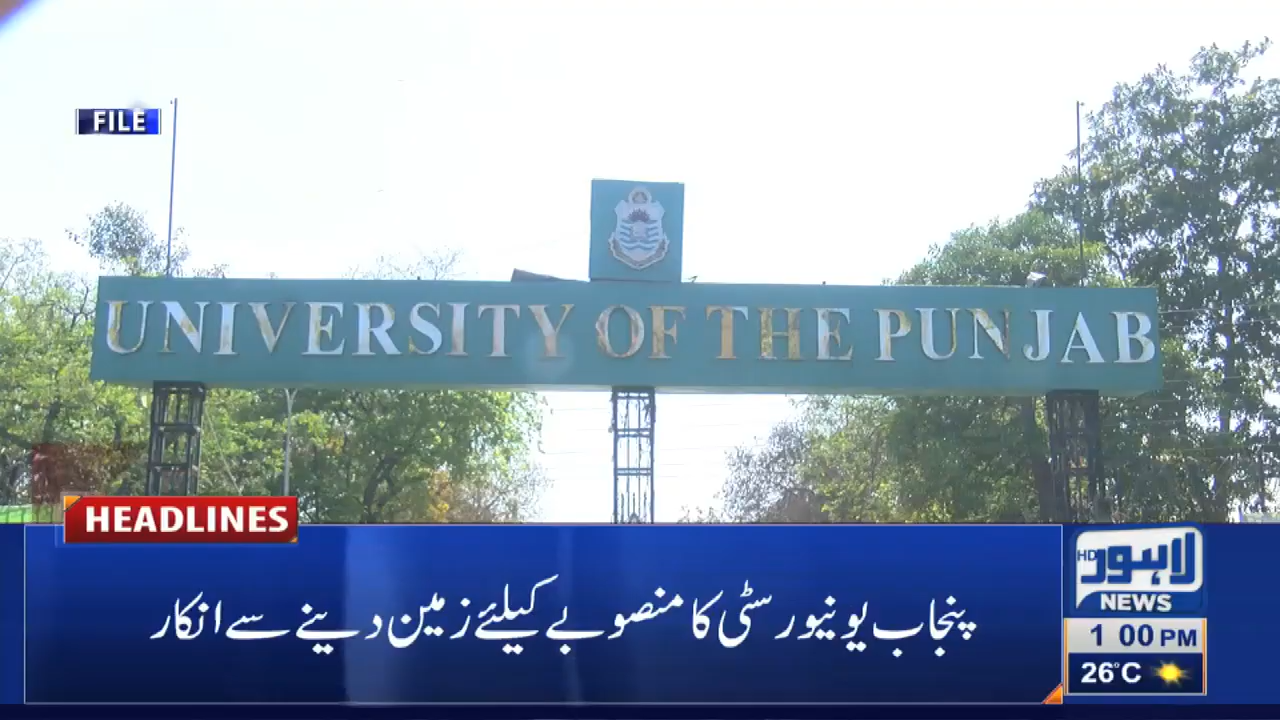 FILE
UNIVERSITY OF THE PUNJAB
HEADLINES
پنجاب یونیورسٹی کا منصوبے کیلئے زمین دینے سے انکار
HD
لاہور
NEWS
1 00 PM
26°C